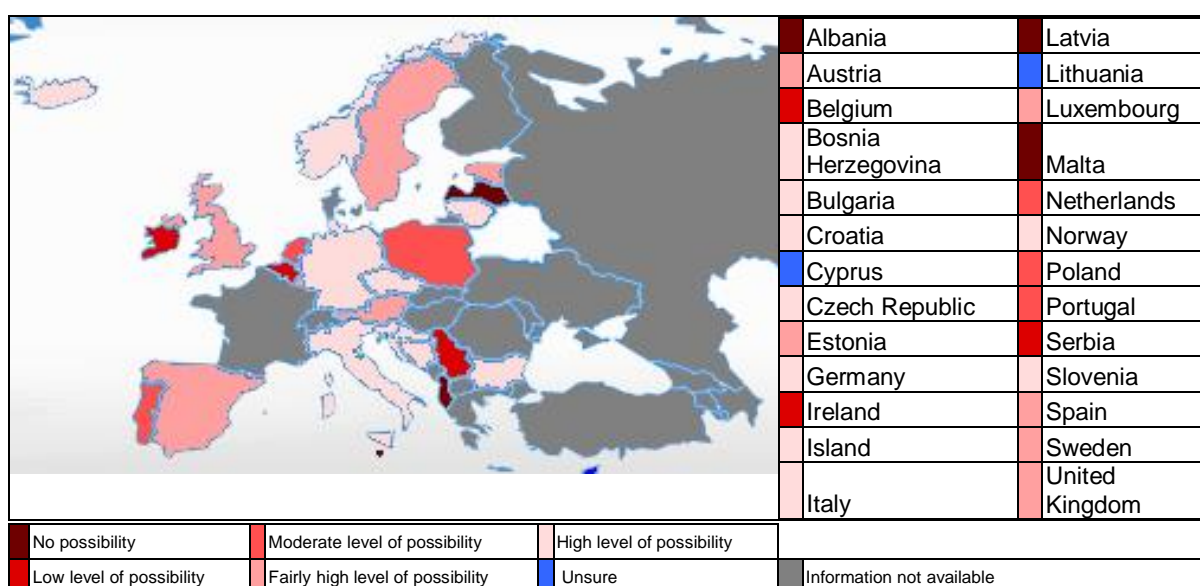 Albania
Latvia
Austria
Lithuania
Belgium
Luxembourg
Bosnia
Herzegovina
Malta
Bulgaria
Netherlands
Croatia
Norway
Cyprus
Poland
Czech Republic
Portugal
Estonia
Serbia
Germany
Slovenia
Ireland
Spain
Island
Sweden
Italy
United
Kingdom
No possibility
Moderate level of possibility
High level of possibility
Low level of possibility
Fairly high level of possibility
Unsure
Information not available